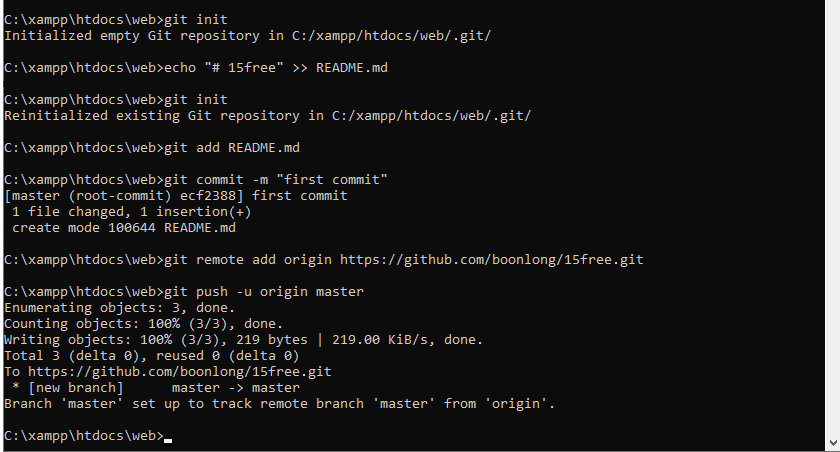 C:\xampp\htdocs\web>git init
Initialized empty Git repository in C:/xampp/htdocs/web/.git/
C:\xampp\htdocs\web>echo "# 15free" >> README.md
C:\xampp\htdocs\web>git init
Reinitialized existing Git repository in C:/xampp/htdocs/web/.git/
C:\xampp\htdocs\web>git add README.md
C:\xampp\htdocs\web>git commit -m "first commit"
[master (root-commit) ecf2388] first commit
 1 file changed, 1 insertion(+)
 create mode 100644 README.md
C:\xampp\htdocs\web>git remote add origin https://github.com/boonlong/15free.git
C:\xampp\htdocs\web>git push -u origin master
Enumerating objects: 3, done.
Counting objects: 100% (3/3), done.
Writing objects: 100% (3/3), 219 bytes | 219.00 KiB/s, done.
Total 3 (delta 0), reused 0 (delta 0)
To https://github.com/boonlong/15free.git
 * [new branch]      master -> master
Branch 'master' set up to track remote branch 'master' from 'origin'.
C:\xampp\htdocs\web>